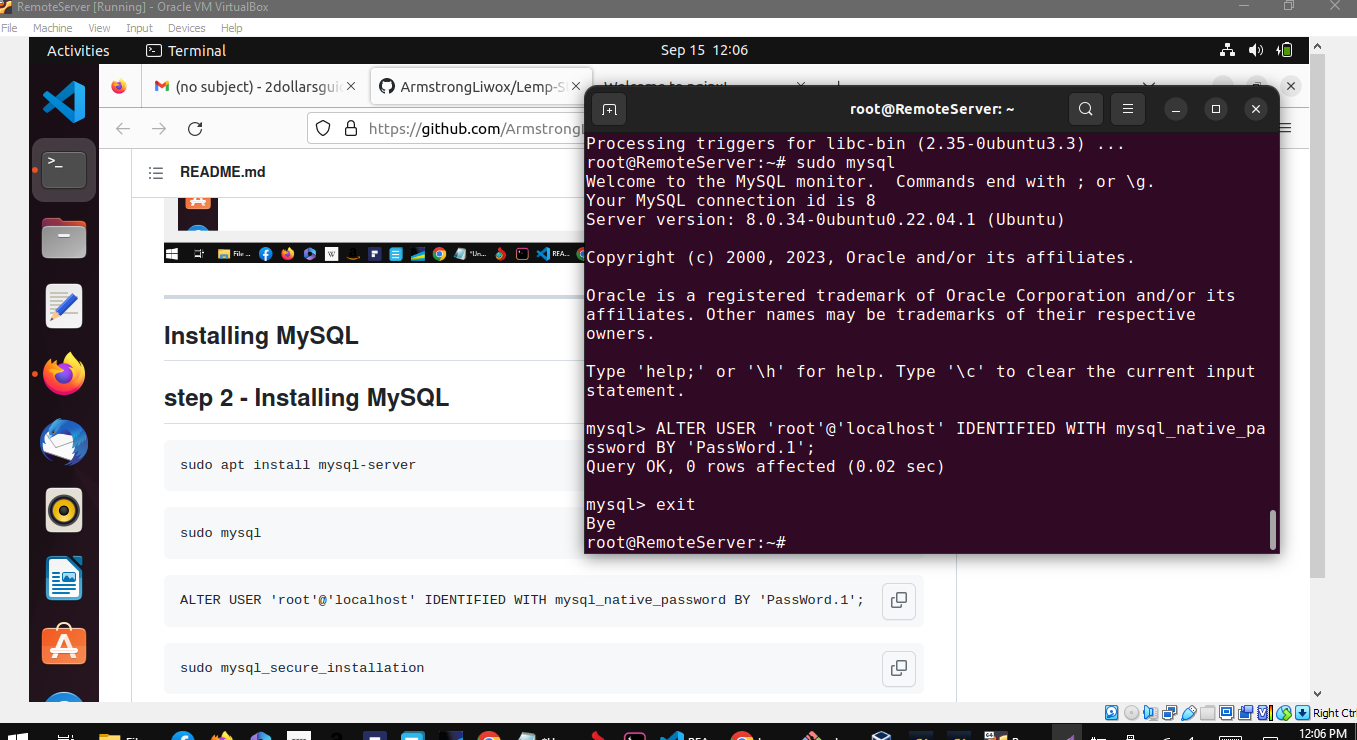 RemoteServer [Running] - Oracle VM VirtualBox
File Machine View Input Devices Help
Activities Terminal Sep 15 12:06
(no subject) - 2dollarsgui ArmstrongLiwox/Lemp-S
https://github.com/ArmstrongL
README.md
File ...
"Un...
REA...
Installing MySQL
step 2 - Installing MySQL
sudo apt install mysql-server
sudo mysql
ALTER USER 'root'@'localhost' IDENTIFIED WITH mysql_native_password BY 'PassWord.1';
sudo mysql_secure_installation
root@RemoteServer: ~
Processing triggers for libc-bin (2.35-0ubuntu3.3) ...
root@RemoteServer:~# sudo mysql
Welcome to the MySQL monitor.  Commands end with ; or \g.
Your MySQL connection id is 8
Server version: 8.0.34-0ubuntu0.22.04.1 (Ubuntu)
Copyright (c) 2000, 2023, Oracle and/or its affiliates.
Oracle is a registered trademark of Oracle Corporation and/or its
affiliates. Other names may be trademarks of their respective
owners.
Type 'help;' or '\h' for help. Type '\c' to clear the current input
statement.
mysql> ALTER USER 'root'@'localhost' IDENTIFIED WITH mysql_native_pa
ssword BY 'PassWord.1';
Query OK, 0 rows affected (0.02 sec)
mysql> exit
Bye
root@RemoteServer:~#
Right Ctrl
12:06 PM